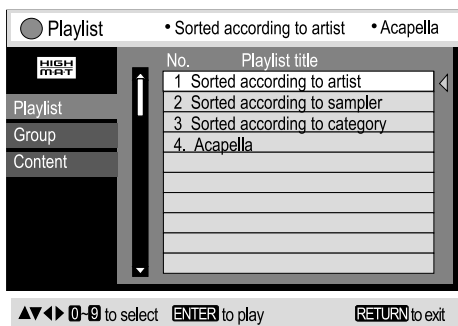 Playlist • Sorted according to artist • Acapella
HIGH
M.A.T
No. Playlist title
1 Sorted according to artist
2 Sorted according to sampler
3 Sorted according to category
4. Acapella
Playlist
Group
Content
▲▼◀▶ 0~9 to select ENTER to play RETURN to exit